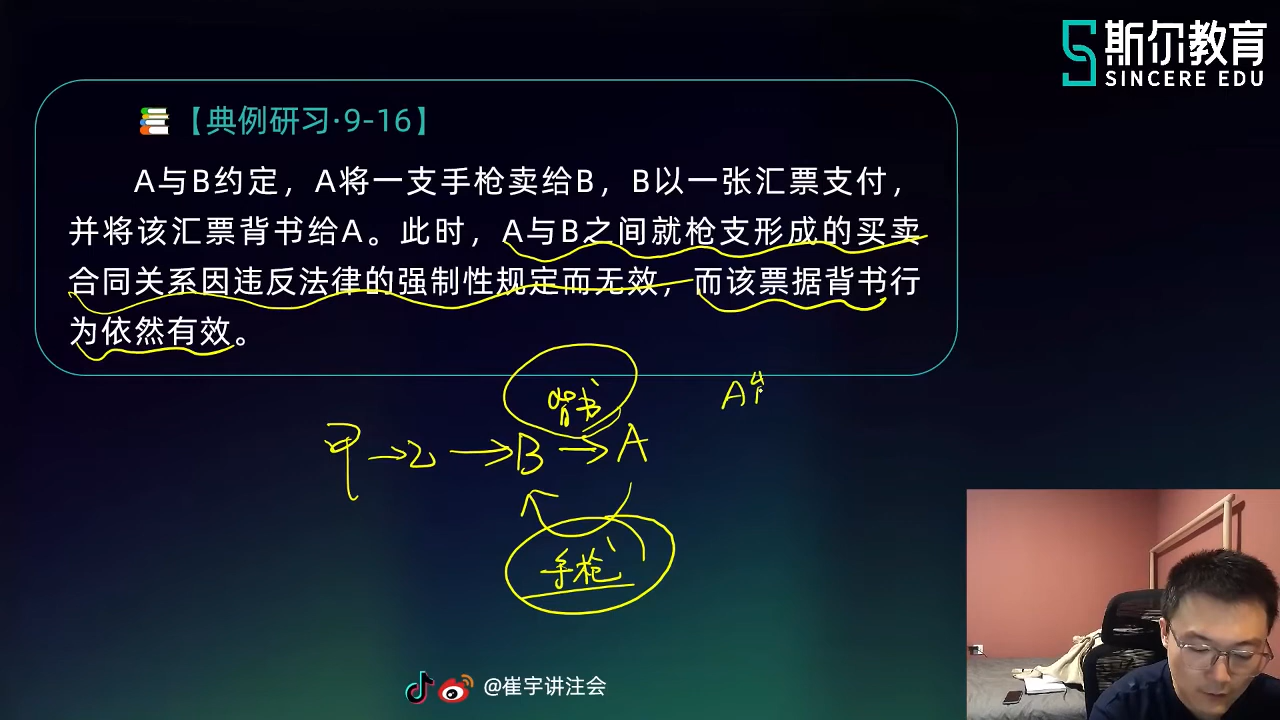 斯尔教育
SINCERE EDU
【典例研习·9-16】
A与B约定，A将一支手枪卖给B，B以一张汇票支付，
并将该汇票背书给A。此时，A与B之间就枪支形成的买卖
合同关系因违反法律的强制性规定而无效，而该票据背书行
为依然有效。
背书
A
甲→乙→B→A
手枪
@崔宇讲注会